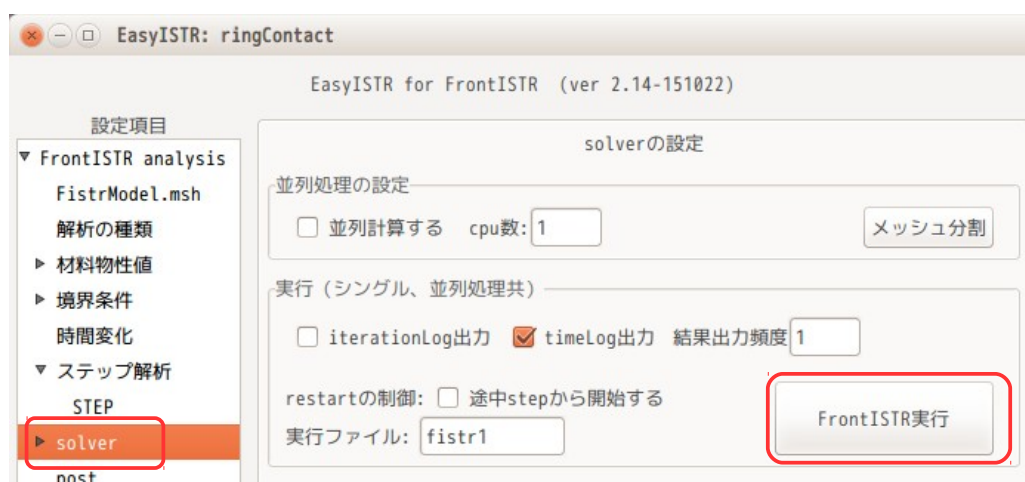 EasyISTR: ringContact
EasyISTR for FrontISTR (ver 2.14-151022)
設定項目
FrontISTR analysis
FistrModel.msh
解析の種類
材料物性値
境界条件
時間変化
ステップ解析
STEP
solver
post
solverの設定
並列処理の設定
並列計算する cpu数: 1 メッシュ分割
実行 (シングル、並列処理共)
iterationLog出力 timeLog出力 結果出力頻度 1
restartの制御: 途中stepから開始する
実行ファイル: fistr1
FrontISTR実行